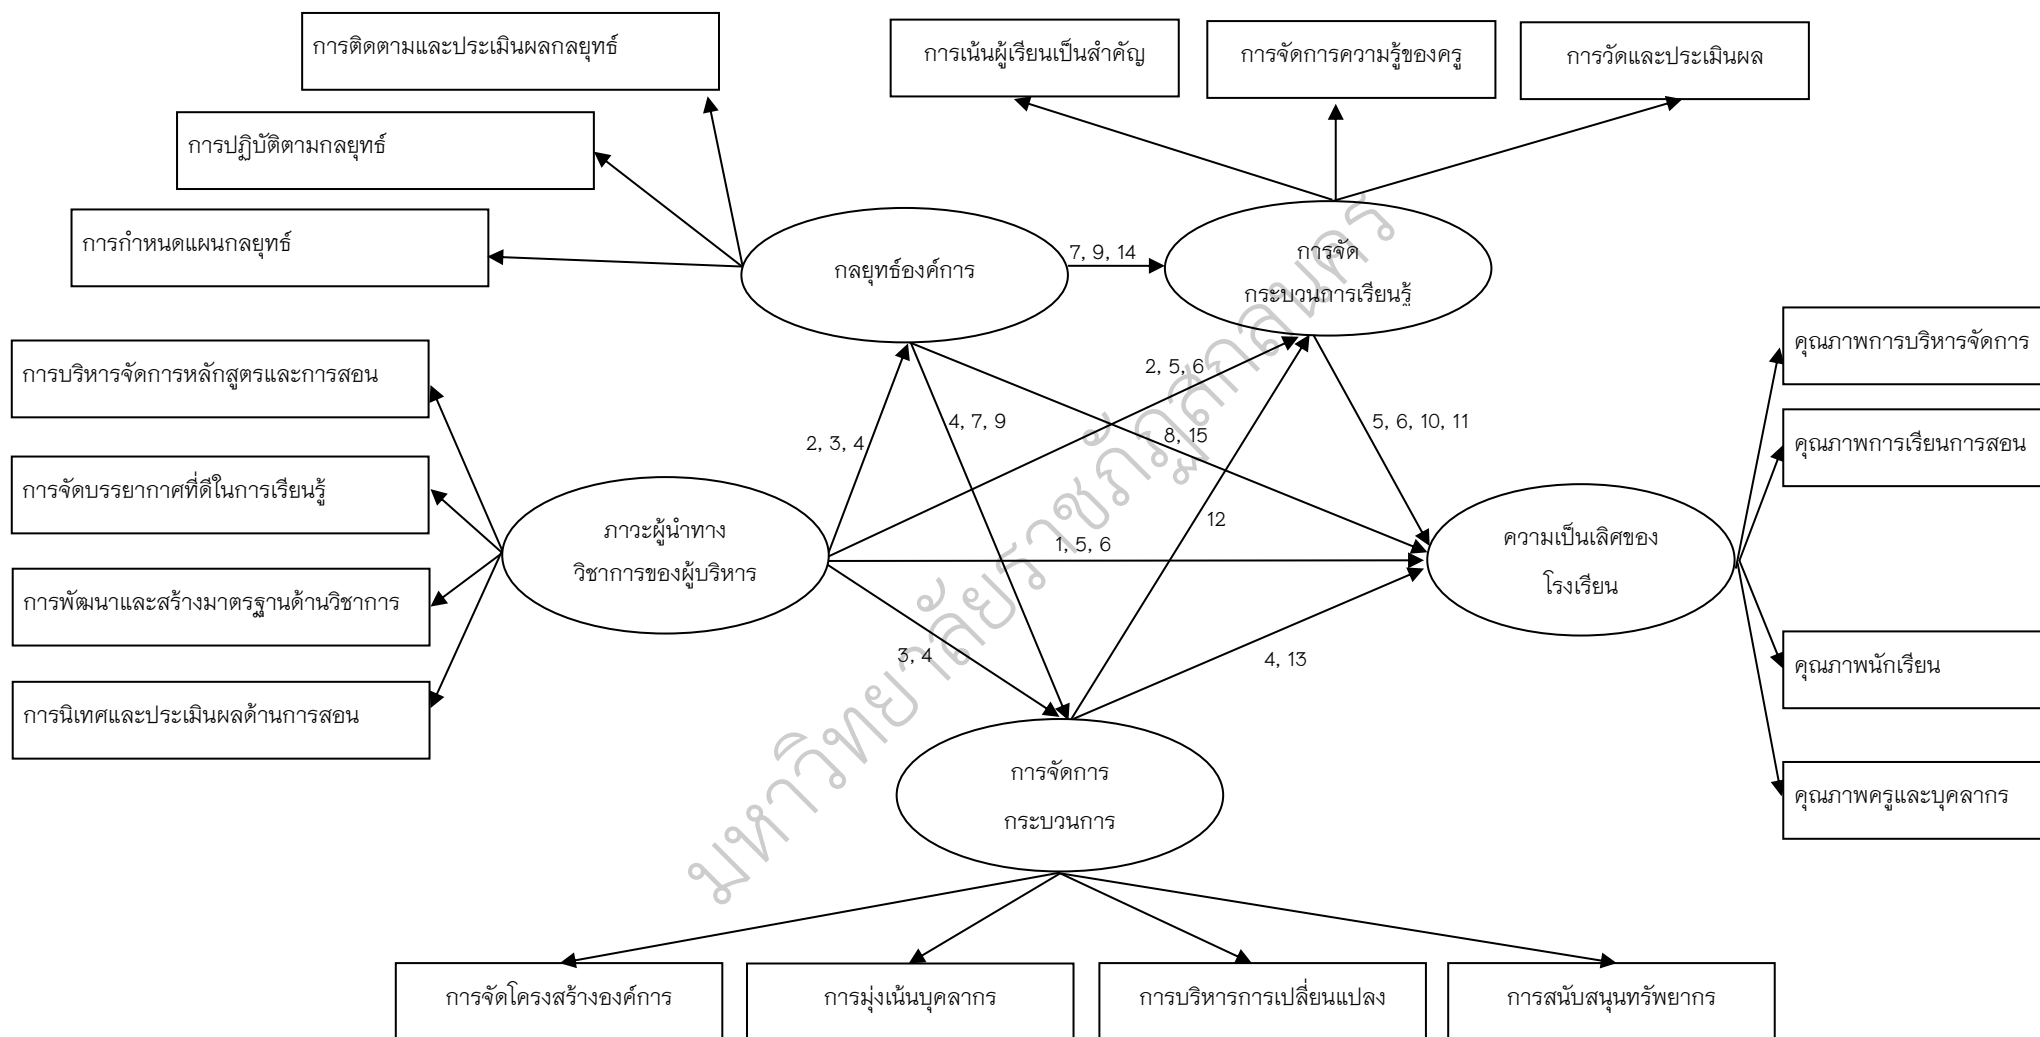 การติดตามและประเมินผลกลยุทธ์
การเน้นผู้เรียนเป็นสำคัญ
การจัดการความรู้ของครู
การวัดและประเมินผล
การปฏิบัติตามกลยุทธ์
การกำหนดแผนกลยุทธ์
กลยุทธ์องค์การ
7, 9, 14
การจัด
กระบวนการเรียนรู้
คุณภาพการบริหารจัดการ
การบริหารจัดการหลักสูตรและการสอน
2, 5, 6
2, 3, 4
4, 7, 9
8, 15
5, 6, 10, 11
คุณภาพการเรียนการสอน
การจัดบรรยากาศที่ดีในการเรียนรู้
ภาวะผู้นำทาง
วิชาการของผู้บริหาร
12
1, 5, 6
ความเป็นเลิศของ
โรงเรียน
การพัฒนาและสร้างมาตรฐานด้านวิชาการ
3, 4
4, 13
คุณภาพนักเรียน
การนิเทศและประเมินผลด้านการสอน
การจัดการ
กระบวนการ
คุณภาพครูและบุคลากร
การจัดโครงสร้างองค์การ
การมุ่งเน้นบุคลากร
การบริหารการเปลี่ยนแปลง
การสนับสนุนทรัพยากร
มหาวิทยาลัยราชภัฏสกลนคร